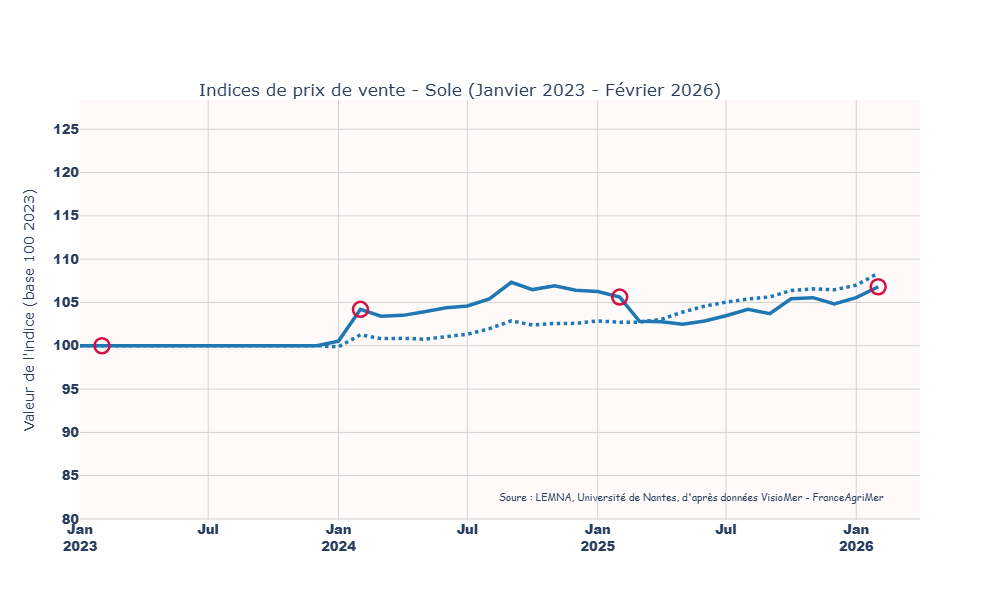 Indices de prix de vente - Sole (Janvier 2023 - Février 2026)
Valeur de l'indice (base 100 2023)
125
120
115
110
105
100
95
90
85
80
Soure : LEMNA, Université de Nantes, d'après données VisioMer - FranceAgriMer
Jan Jul Jan Jul Jan Jul Jan
2023 2024 2025 2026